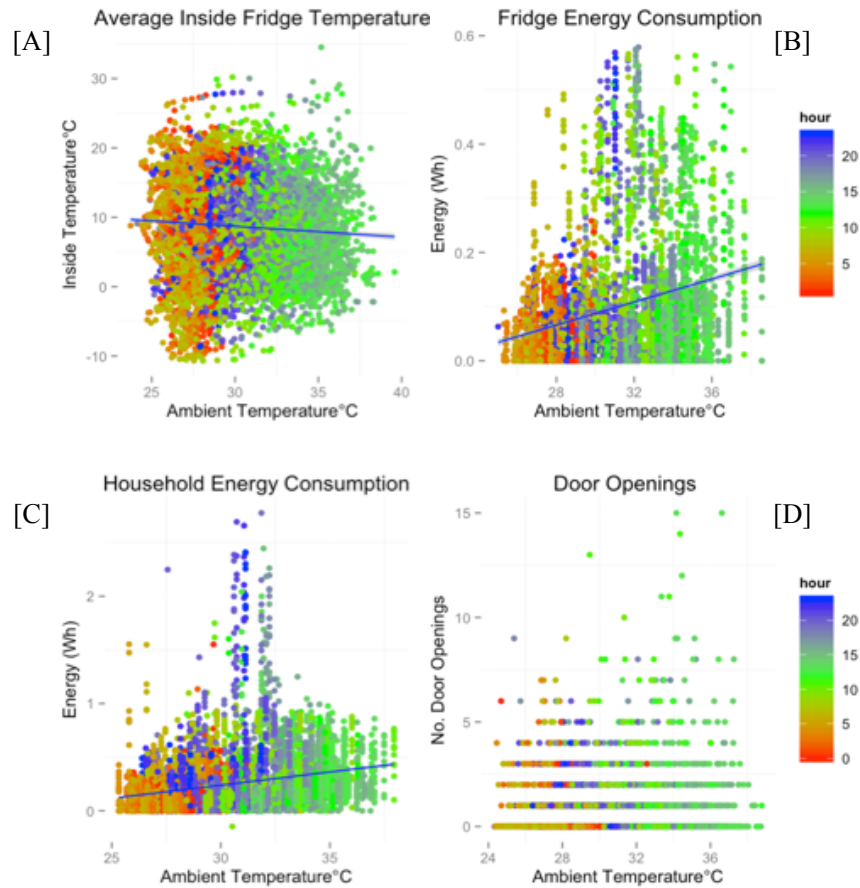 Average Inside Fridge Temperature
[A]
30
20
10
0
-10
Inside Temperature°C
25
30
35
40
Ambient Temperature°C
Fridge Energy Consumption
[B]
0.6
0.4
0.2
0.0
Energy (Wh)
28
32
36
Ambient Temperature°C
hour
20
15
10
5
Household Energy Consumption
[C]
2
1
0
Energy (Wh)
25
30
35
Ambient Temperature°C
Door Openings
[D]
15
10
5
0
No. Door Openings
24
28
32
36
Ambient Temperature°C
hour
20
15
10
5
0